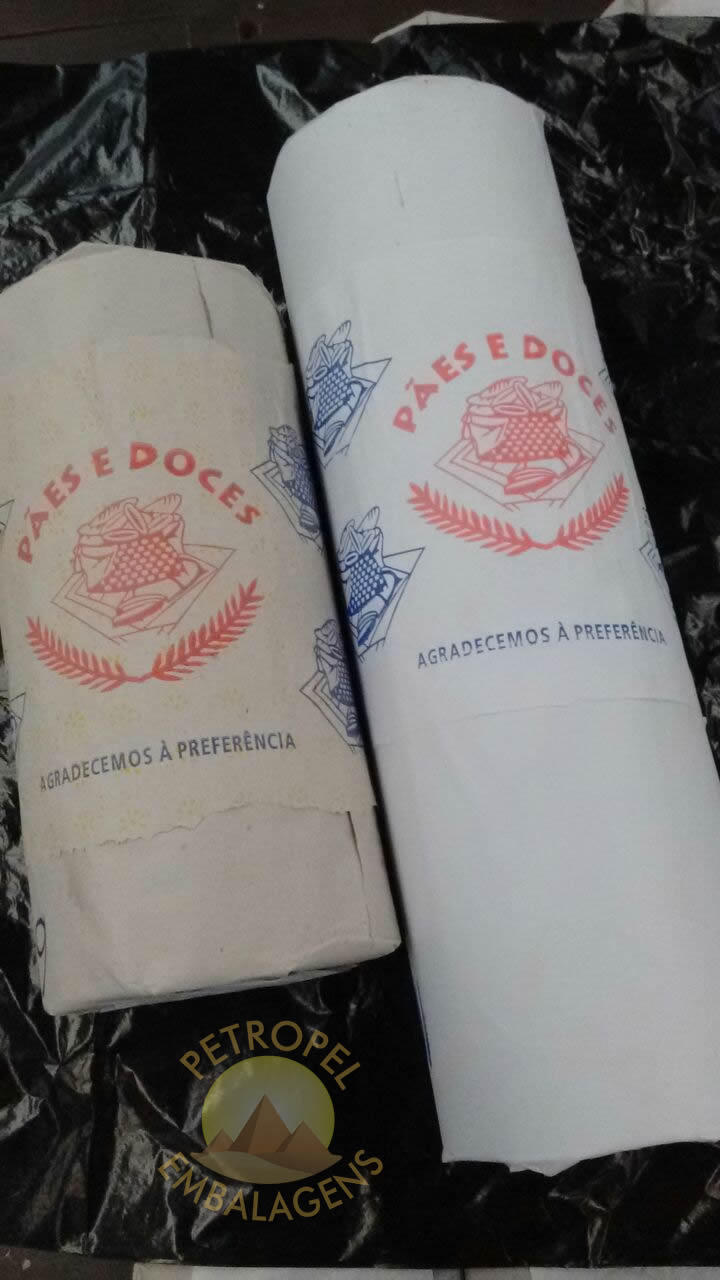 PÃES E DOCES
AGRADECEMOS À PREFERÊNCIA
PÃES E DOCES
AGRADECEMOS À PREFERÊNCIA
PETROPEL
EMBALAGENS